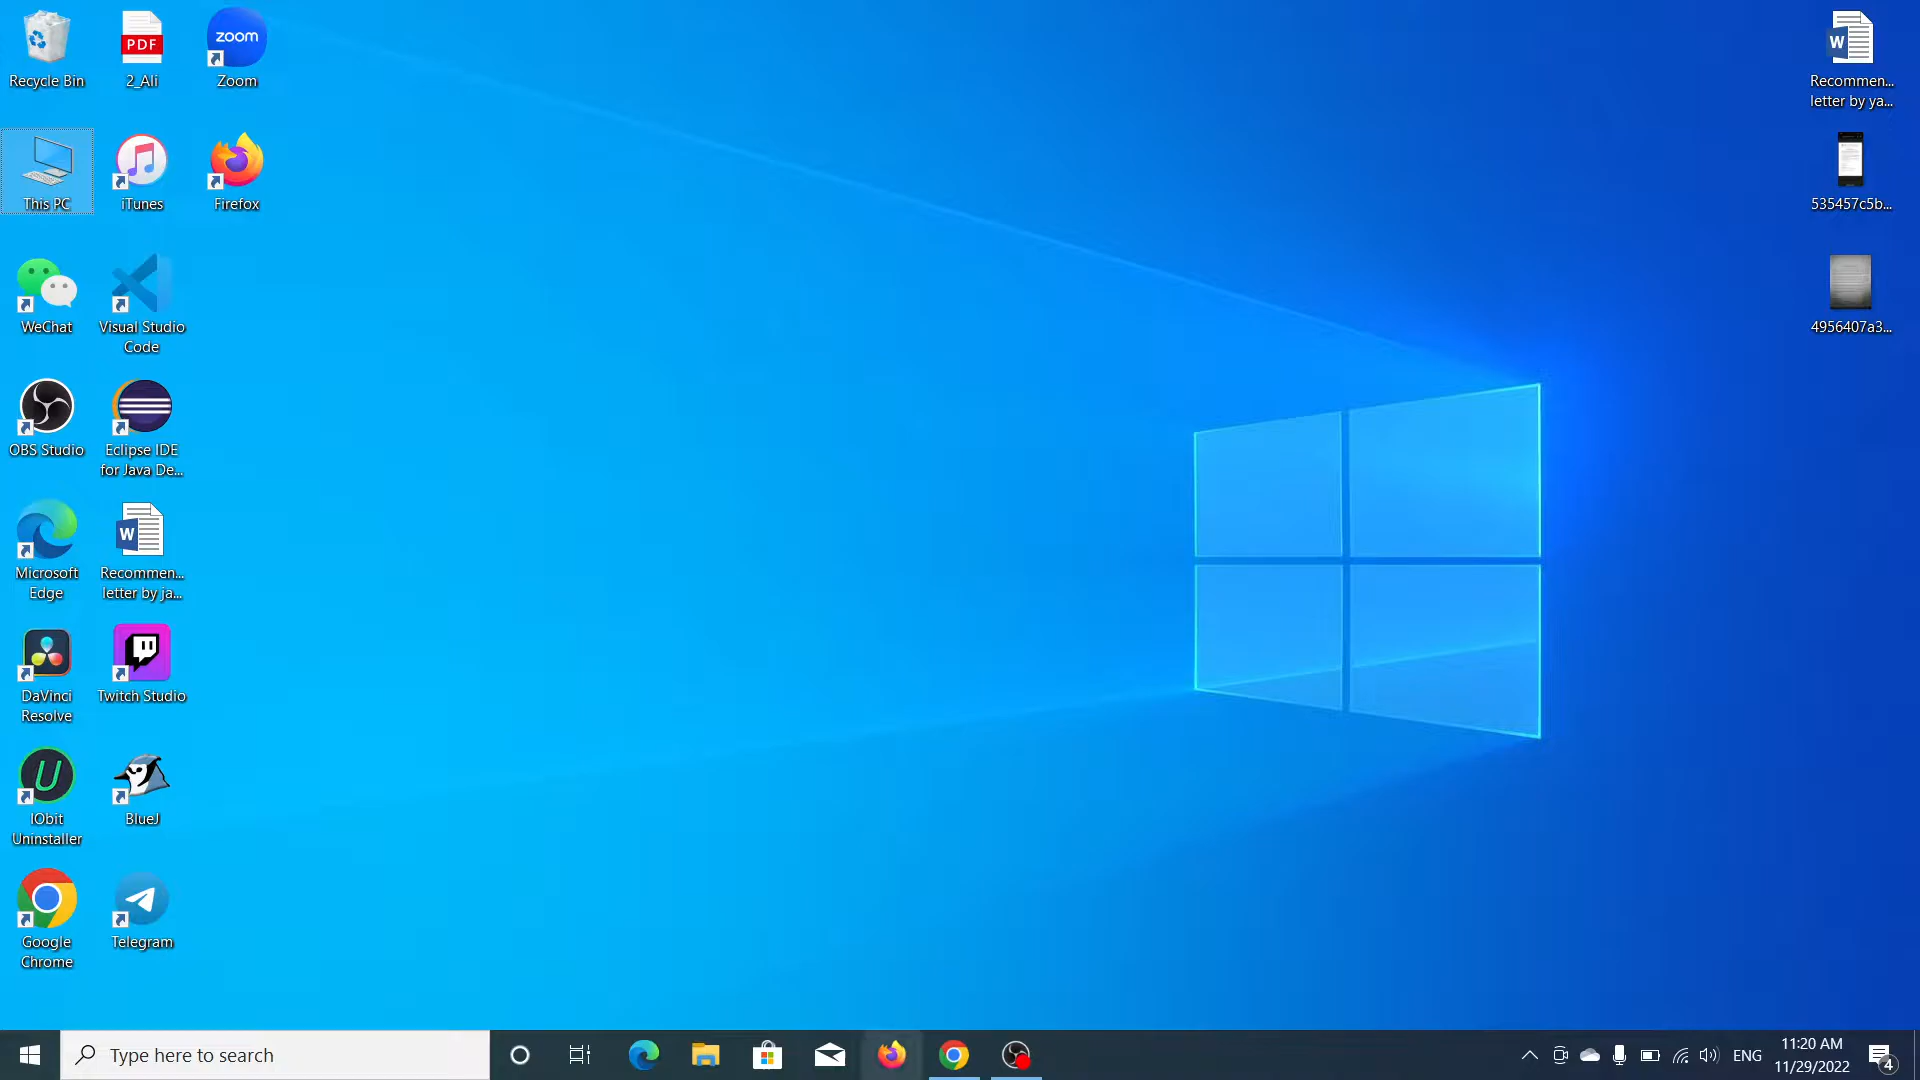 Recycle Bin
PDF
2_Ali
zoom
Zoom
This PC
iTunes
Firefox
WeChat
Visual Studio
Code
OBS Studio
Eclipse IDE
for Java De...
Microsoft
Edge
W
Recommen...
letter by ja...
DaVinci
Resolve
Twitch Studio
U
IObit
Uninstaller
BlueJ
Google
Chrome
Telegram
W
Recommen...
letter by ya...
535457c5b...
4956407a3...
Type here to search
ENG
11:20 AM
11/29/2022
4